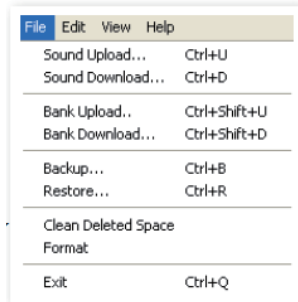 File Edit View Help
Sound Upload... Ctrl+U
Sound Download... Ctrl+D
Bank Upload.. Ctrl+Shift+U
Bank Download... Ctrl+Shift+D
Backup... Ctrl+B
Restore... Ctrl+R
Clean Deleted Space
Format
Exit Ctrl+Q